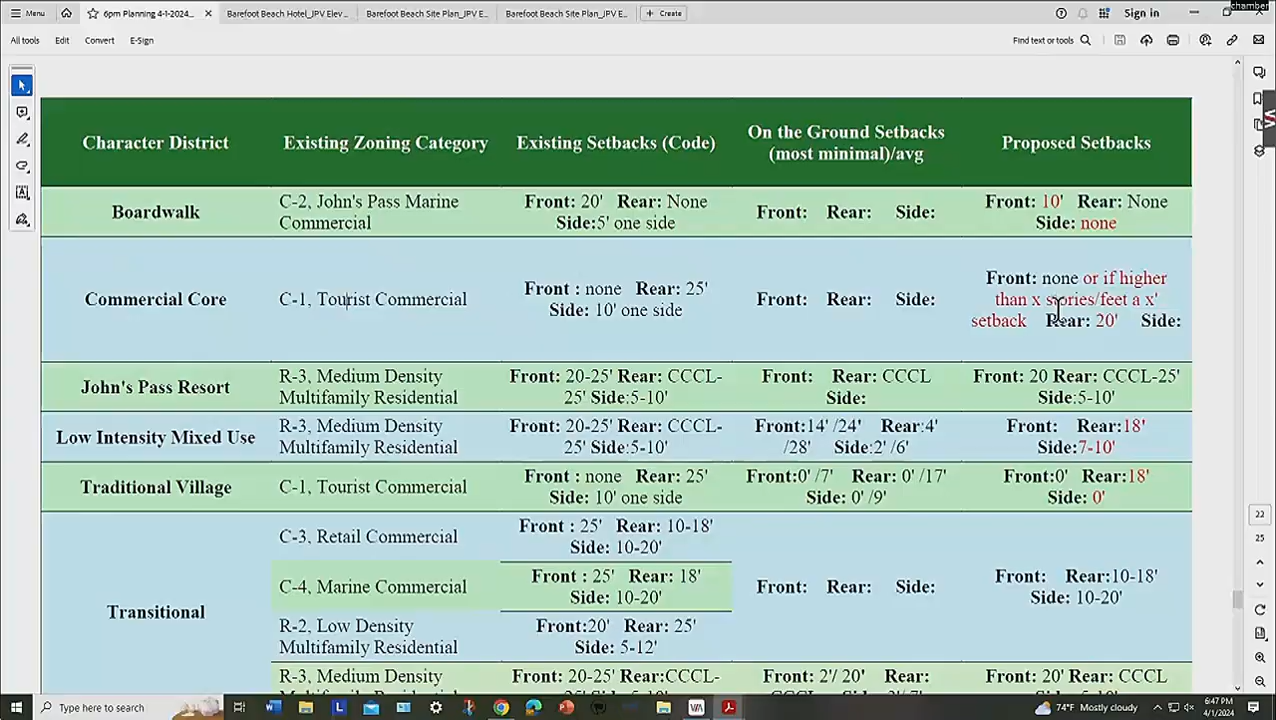 chamber
Menu
6pm Planning 4-1-2024...
Barefoot Beach Hotel_JPV Elev...
Barefoot Beach Site Plan_JPV E...
Barefoot Beach Site Plan_JPV E...
Create
Sign in
All tools
Edit
Convert
E-Sign
Find text or tools
Character District
Existing Zoning Category
Existing Setbacks (Code)
On the Ground Setbacks
(most minimal)/avg
Proposed Setbacks
Boardwalk
C-2, John's Pass Marine
Commercial
Front: 20' Rear: None
Side:5' one side
Front: Rear: Side:
Front: 10' Rear: None
Side: none
Commercial Core
C-1, Tourist Commercial
Front : none Rear: 25'
Side: 10' one side
Front: Rear: Side:
Front: none or if higher
than x stories/feet a x'
setback Rear: 20' Side:
John's Pass Resort
R-3, Medium Density
Multifamily Residential
Front: 20-25' Rear: CCCL-
25' Side:5-10'
Front: Rear: CCCL
Side:
Front: 20 Rear: CCCL-25'
Side:5-10'
Low Intensity Mixed Use
R-3, Medium Density
Multifamily Residential
Front: 20-25' Rear: CCCL-
25' Side:5-10'
Front:14' /24' Rear:4'
/28' Side:2' /6'
Front: Rear:18'
Side:7-10'
Traditional Village
C-1, Tourist Commercial
Front : none Rear: 25'
Side: 10' one side
Front:0' /7' Rear: 0' /17'
Side: 0' /9'
Front:0' Rear:18'
Side: 0'
Transitional
C-3, Retail Commercial
Front : 25' Rear: 10-18'
Side: 10-20'
C-4, Marine Commercial
Front : 25' Rear: 18'
Side: 10-20'
R-2, Low Density
Multifamily Residential
Front:20' Rear: 25'
Side: 5-12'
Front: Rear: Side:
Front: Rear:10-18'
Side: 10-20'
R-3, Medium Density
Front: 20-25' Rear:CCCL-
Front: 2'/ 20' Rear:
Front: 20' Rear: CCCL
22
25
Type here to search
74°F Mostly cloudy
6:47 PM
4/1/2024